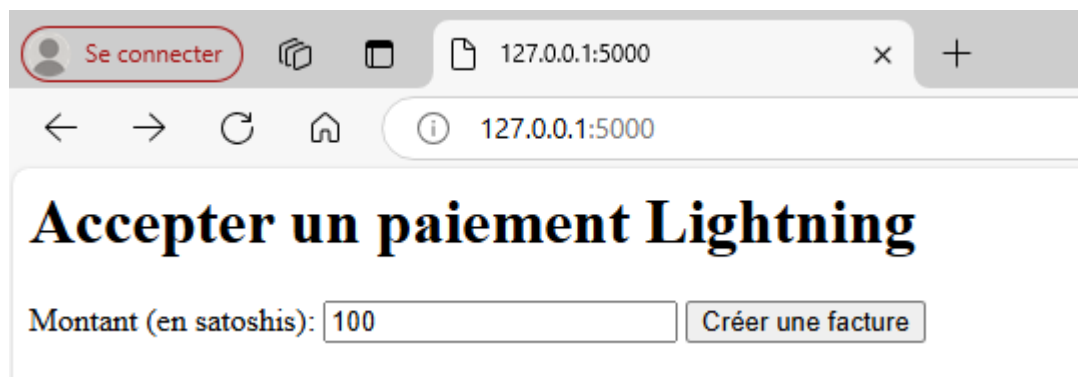 Se connecter
127.0.0.1:5000
127.0.0.1:5000
Accepter un paiement Lightning
Montant (en satoshis): 100 Créer une facture